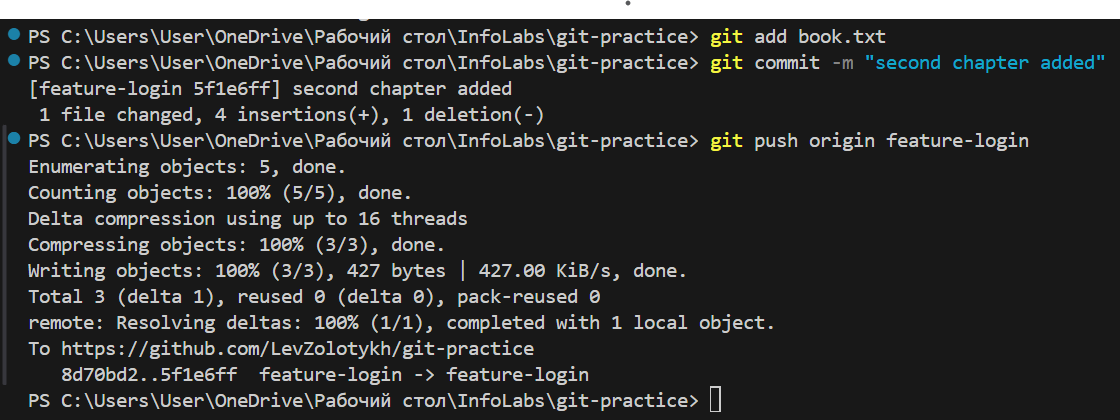 PS C:\Users\User\OneDrive\Рабочий стол\InfoLabs\git-practice> git add book.txt
PS C:\Users\User\OneDrive\Рабочий стол\InfoLabs\git-practice> git commit -m "second chapter added"
[feature-login 5f1e6ff] second chapter added
 1 file changed, 4 insertions(+), 1 deletion(-)
PS C:\Users\User\OneDrive\Рабочий стол\InfoLabs\git-practice> git push origin feature-login
Enumerating objects: 5, done.
Counting objects: 100% (5/5), done.
Delta compression using up to 16 threads
Compressing objects: 100% (3/3), done.
Writing objects: 100% (3/3), 427 bytes | 427.00 KiB/s, done.
Total 3 (delta 1), reused 0 (delta 0), pack-reused 0
remote: Resolving deltas: 100% (1/1), completed with 1 local object.
To https://github.com/LevZolotykh/git-practice
   8d70bd2..5f1e6ff  feature-login -> feature-login
PS C:\Users\User\OneDrive\Рабочий стол\InfoLabs\git-practice>